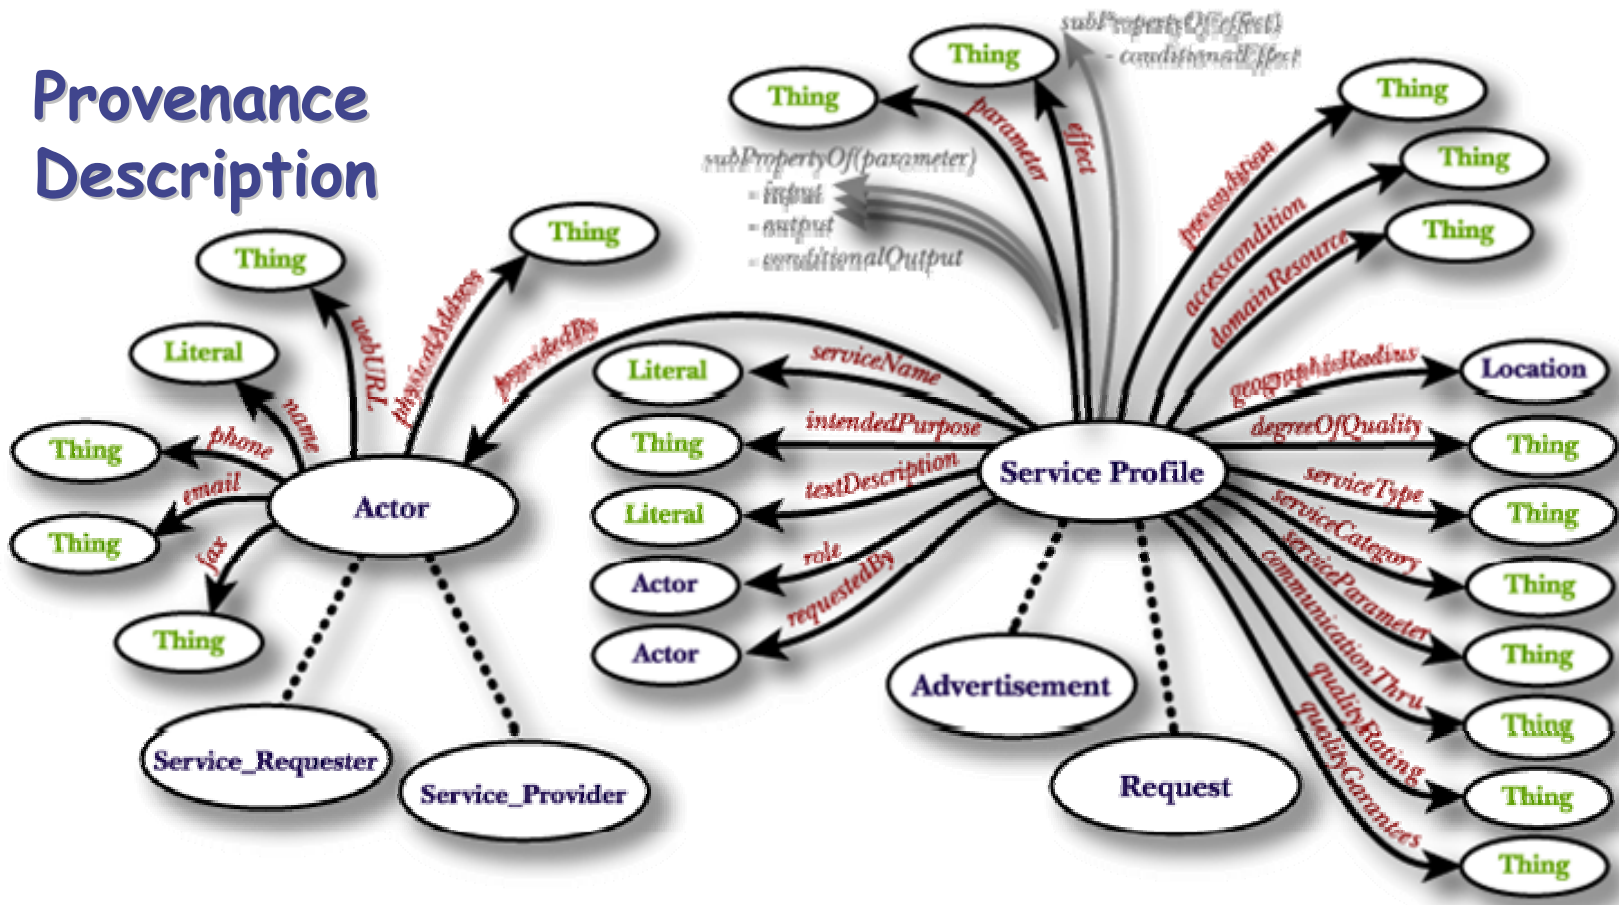 Provenance
Description
subPropertyOf(effect)
- conditionalEffect
Thing
Thing
parameter
effect
subPropertyOf(parameter)
- input
- output
- conditionalOutput
Thing
Thing
Thing
precondition
accesscondition
domainResource
Thing
Thing
Literal
Thing
Thing
Thing
webURL
physicalAddress
name
phone
email
fax
Actor
Service_Requester
Service_Provider
providedBy
Literal
Thing
Literal
Actor
Actor
serviceName
intendedPurpose
textDescription
role
requestedBy
Service Profile
Advertisement
Request
geographicRadius
degreeOfQuality
serviceType
serviceCategory
serviceParameter
communicationThru
qualityRating
qualityGarantees
Location
Thing
Thing
Thing
Thing
Thing
Thing
Thing